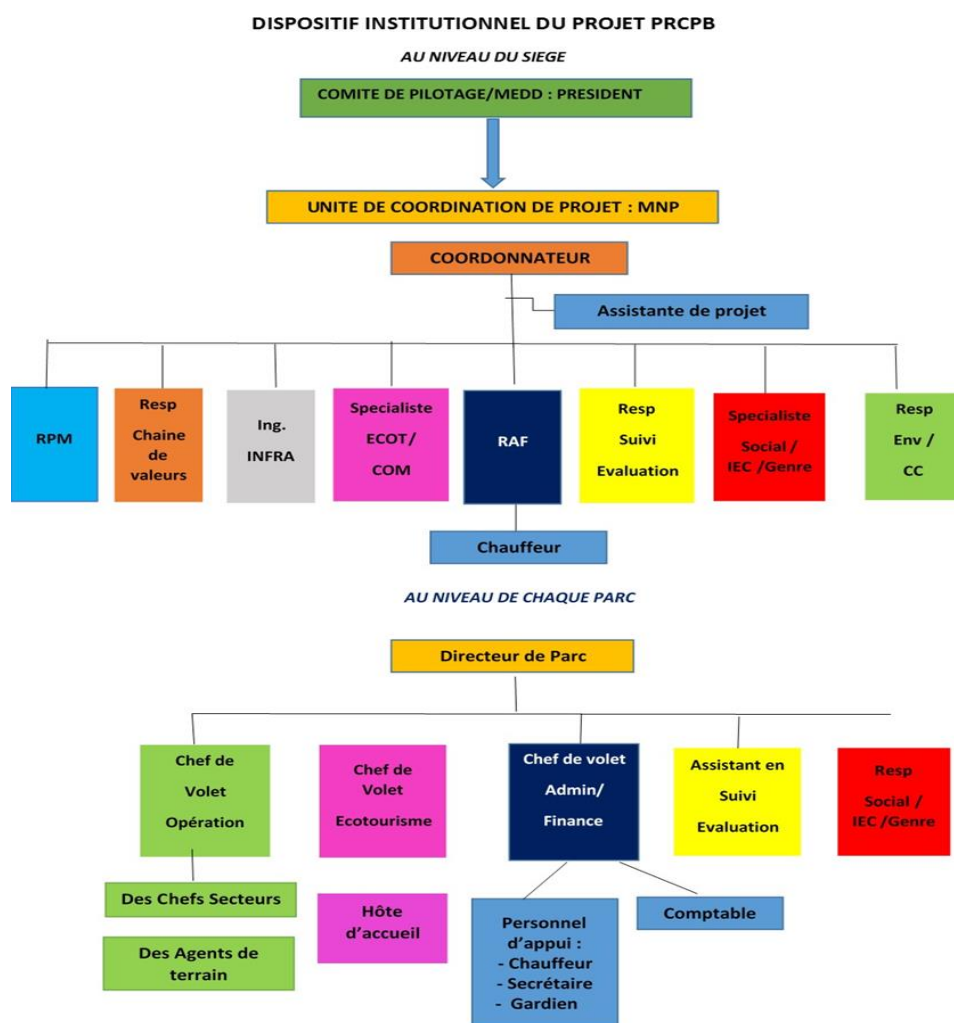 DISPOSITIF INSTITUTIONNEL DU PROJET PRCPB
AU NIVEAU DU SIEGE
COMITE DE PILOTAGE/MEDD : PRESIDENT
UNITE DE COORDINATION DE PROJET : MNP
COORDONNATEUR
Assistante de projet
RPM
Resp
Chaine de
valeurs
Ing.
INFRA
Specialiste
ECOT/
COM
RAF
Resp
Suivi
Evaluation
Specialiste
Social /
IEC /Genre
Resp
Env /
CC
Chauffeur
AU NIVEAU DE CHAQUE PARC
Directeur de Parc
Chef de
Volet
Opération
Chef de
Volet
Ecotourisme
Chef de volet
Admin/
Finance
Assistant en
Suivi
Evaluation
Resp
Social /
IEC /Genre
Des Chefs Secteurs
Des Agents de
terrain
Hôte
d'accueil
Personnel
d'appui :
- Chauffeur
- Secrétaire
- Gardien
Comptable